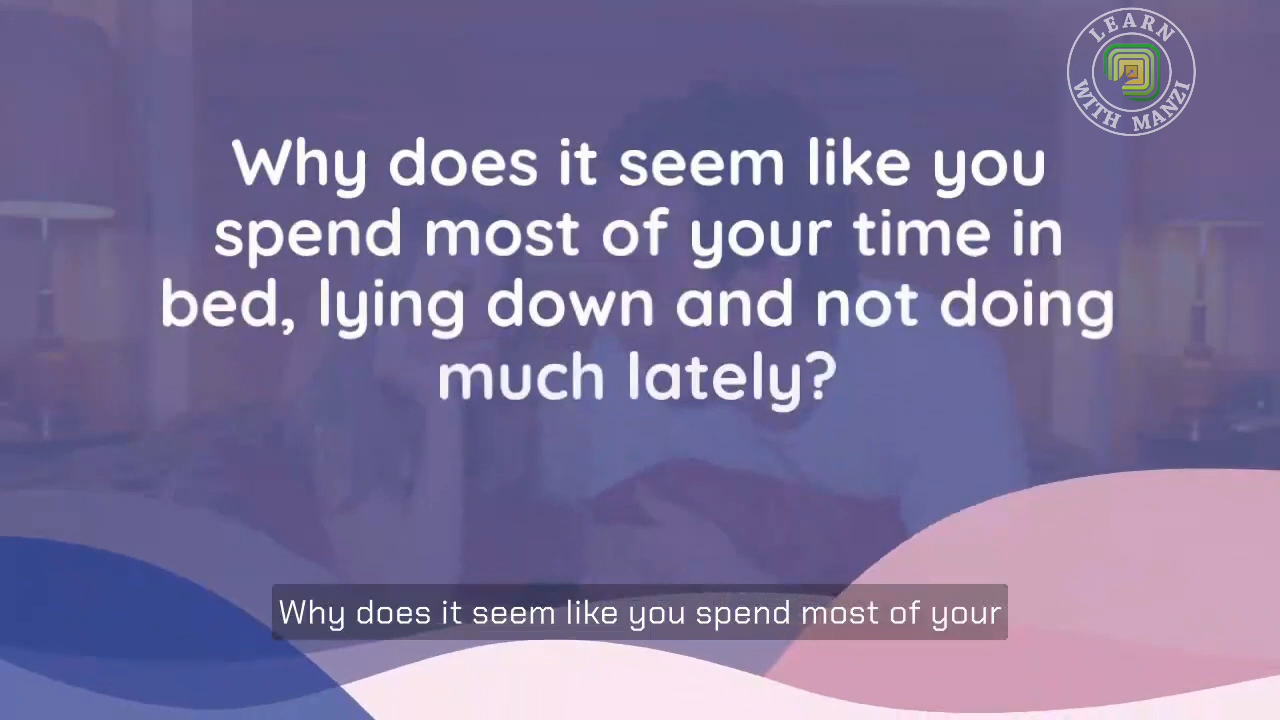 LEARN
WITH MANZI
Why does it seem like you
spend most of your time in
bed, lying down and not doing
much lately?
Why does it seem like you spend most of your